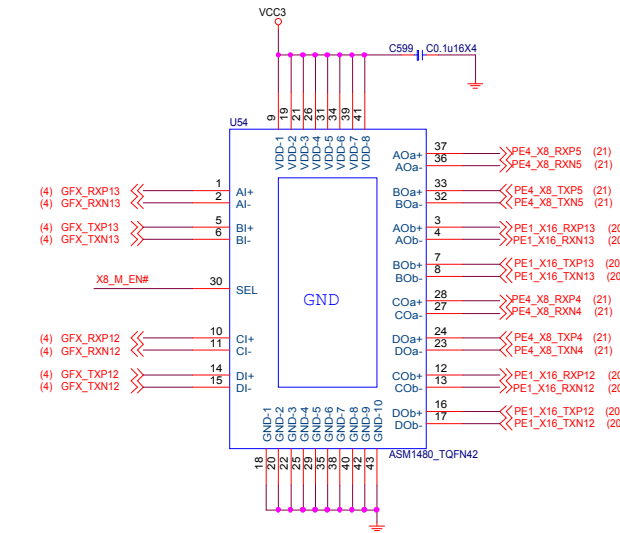 VCC3
C599 C0.1u16X4
U54
9 19 21 26 31 34 39 41
VDD-1 VDD-2 VDD-3 VDD-4 VDD-5 VDD-6 VDD-7 VDD-8
(4) GFX_RXP13 1 AI+
(4) GFX_RXN13 2 AI-
(4) GFX_TXP13 5 BI+
(4) GFX_TXN13 6 BI-
X8_M_EN# 30 SEL
(4) GFX_RXP12 10 CI+
(4) GFX_RXN12 11 CI-
(4) GFX_TXP12 14 DI+
(4) GFX_TXN12 15 DI-
GND
AOa+ 37 PE4_X8_RXP5 (21)
AOa- 36 PE4_X8_RXN5 (21)
BOa+ 33 PE4_X8_TXP5 (21)
BOa- 32 PE4_X8_TXN5 (21)
AOb+ 3 PE1_X16_RXP13 (20
AOb- 4 PE1_X16_RXN13 (20
BOb+ 7 PE1_X16_TXP13 (20
BOb- 8 PE1_X16_TXN13 (20
COa+ 28 PE4_X8_RXP4 (21)
COa- 27 PE4_X8_RXN4 (21)
DOa+ 24 PE4_X8_TXP4 (21)
DOa- 23 PE4_X8_TXN4 (21)
COb+ 12 PE1_X16_RXP12 (20
COb- 13 PE1_X16_RXN12 (20
DOb+ 16 PE1_X16_TXP12 (20
DOb- 17 PE1_X16_TXN12 (20
GND-1 GND-2 GND-3 GND-4 GND-5 GND-6 GND-7 GND-8 GND-9 GND-10
ASM1480_TQFN42
18 20 22 25 29 35 38 40 42 43